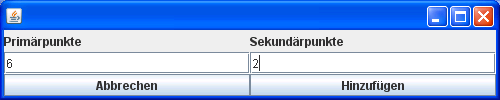 Primärpunkte Sekundärpunkte
6 2
Abbrechen Hinzufügen